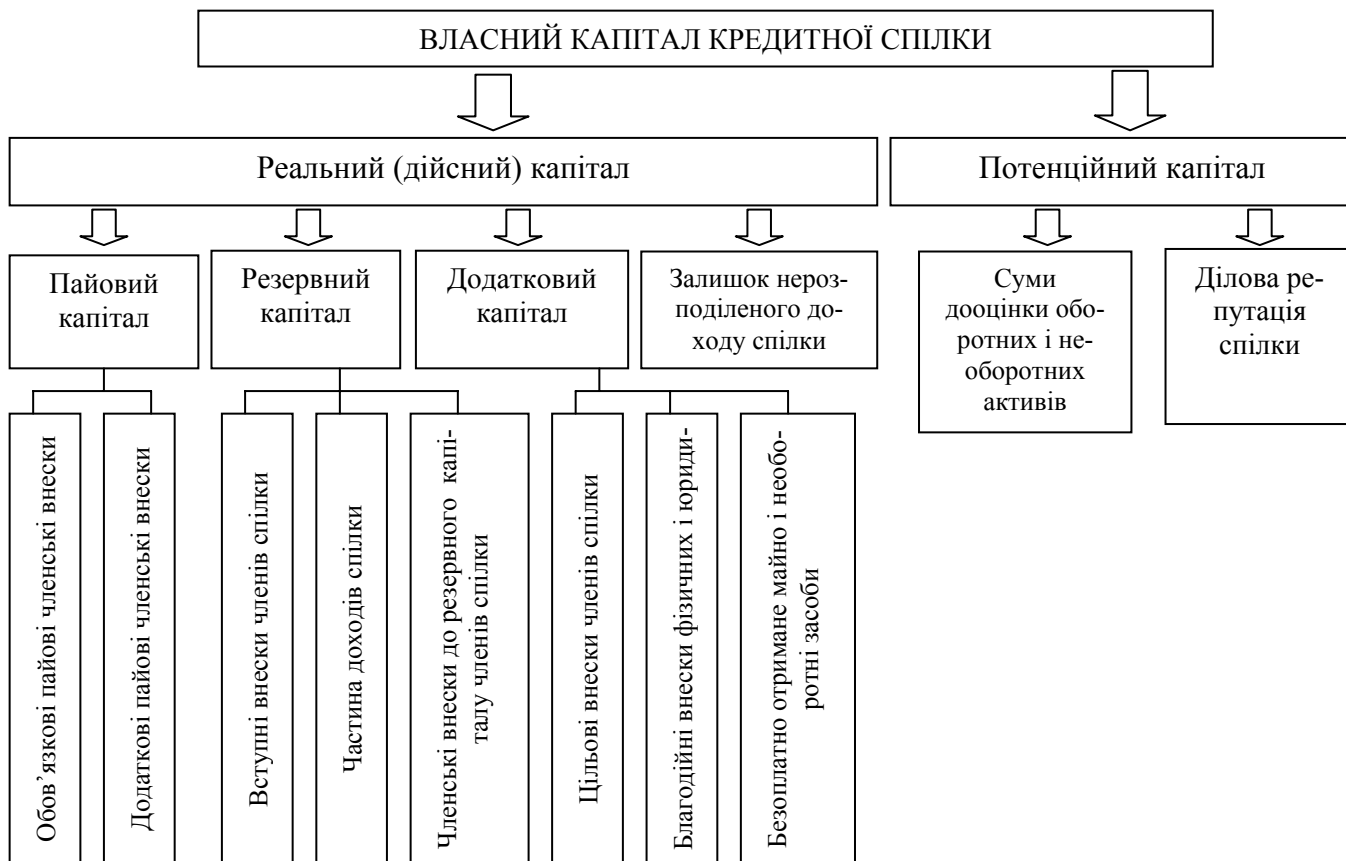 ВЛАСНИЙ КАПІТАЛ КРЕДИТНОЇ СПІЛКИ
Реальний (дійсний) капітал
Потенційний капітал
Пайовий
капітал
Резервний
капітал
Додатковий
капітал
Залишок нероз-
поділеного до-
ходу спілки
Суми
дооцінки обо-
ротних і не-
оборотних
активів
Ділова ре-
путація
спілки
Обов’язкові пайові членські внески
Додаткові пайові членські внески
Вступні внески членів спілки
Частина доходів спілки
Членські внески до резервного капі-
талу членів спілки
Цільові внески членів спілки
Благодійні внески фізичних і юриди-
Безоплатно отримане майно і необо-
ротні засоби